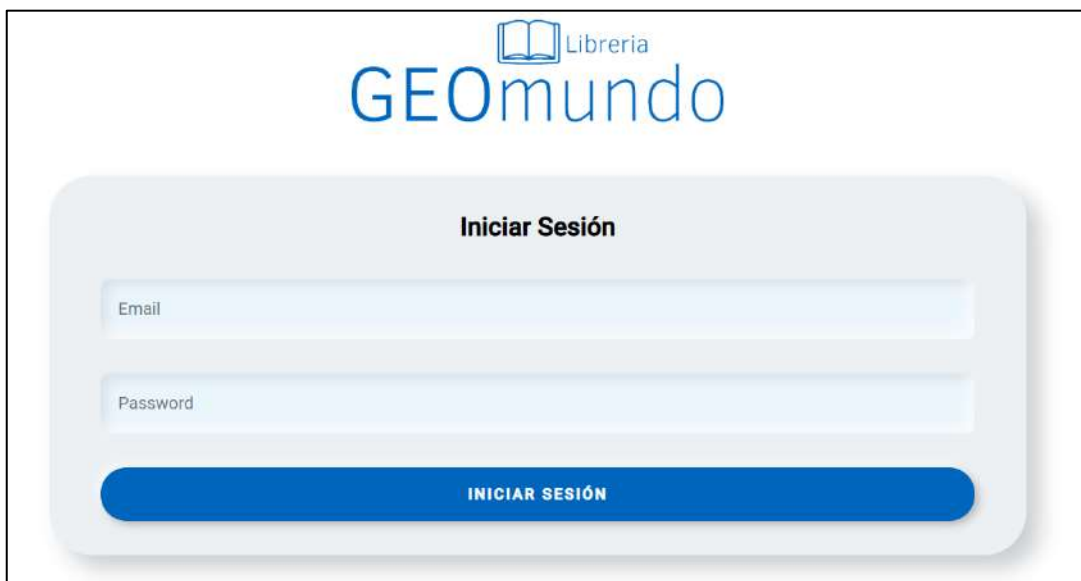 Libreria
GEOmundo
Iniciar Sesión
Email
Password
INICIAR SESIÓN